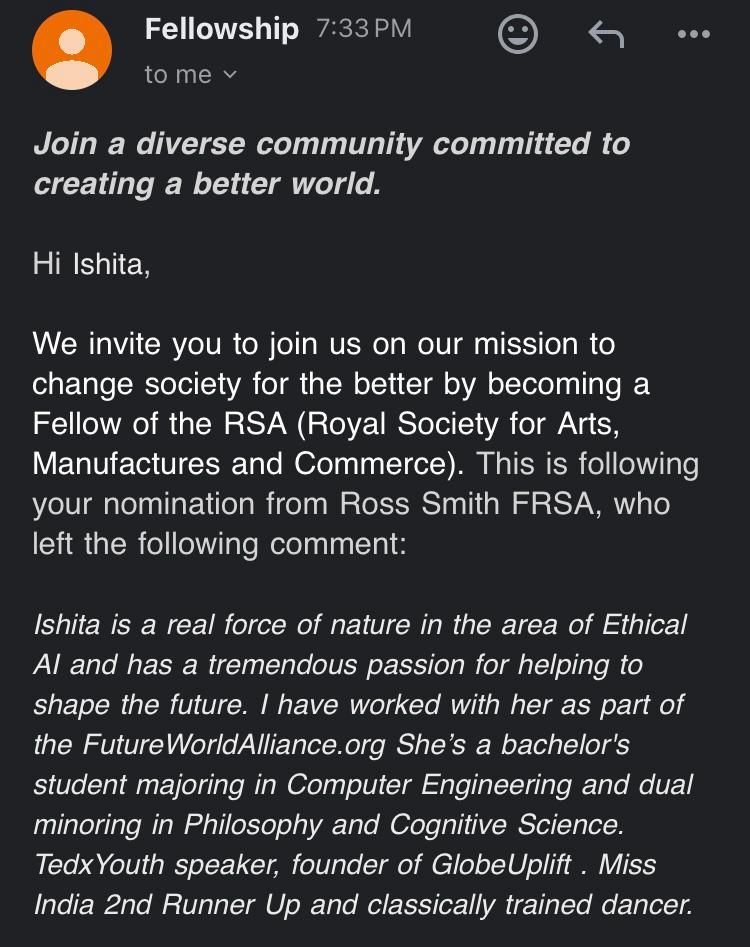 Fellowship 7:33 PM
to me
Join a diverse community committed to
creating a better world.
Hi Ishita,
We invite you to join us on our mission to
change society for the better by becoming a
Fellow of the RSA (Royal Society for Arts,
Manufactures and Commerce). This is following
your nomination from Ross Smith FRSA, who
left the following comment:
Ishita is a real force of nature in the area of Ethical
AI and has a tremendous passion for helping to
shape the future. I have worked with her as part of
the FutureWorldAlliance.org She's a bachelor's
student majoring in Computer Engineering and dual
minoring in Philosophy and Cognitive Science.
TedxYouth speaker, founder of GlobeUplift . Miss
India 2nd Runner Up and classically trained dancer.